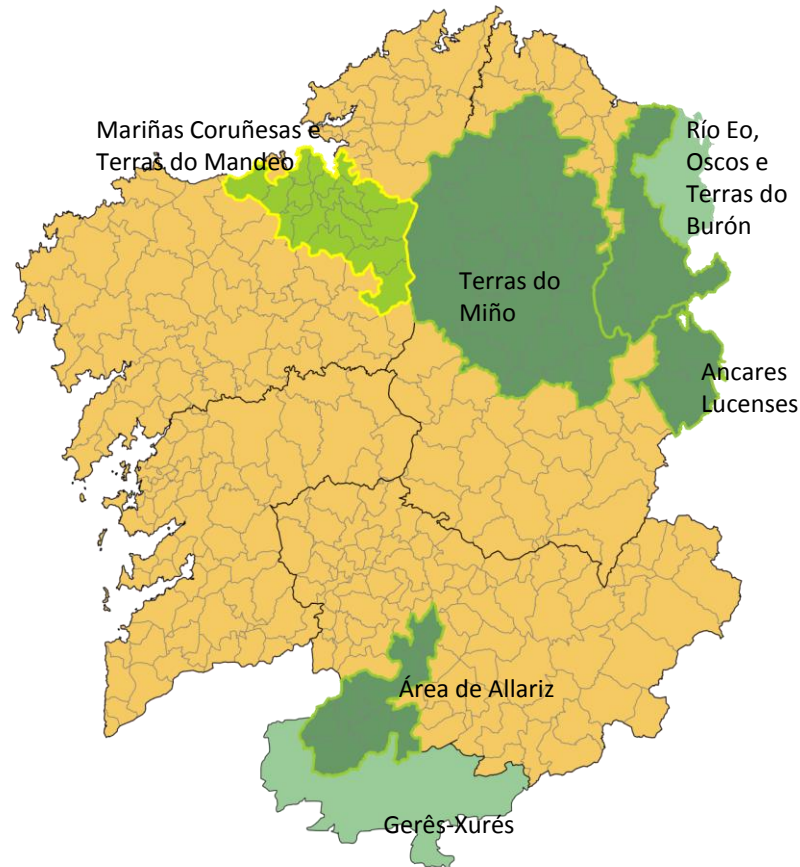 Mariñas Coruñesas e
Terras do Mandeo
Río Eo,
Oscos e
Terras do
Burón
Terras do
Miño
Ancares
Lucenses
Área de Allariz
Gerês-Xurés